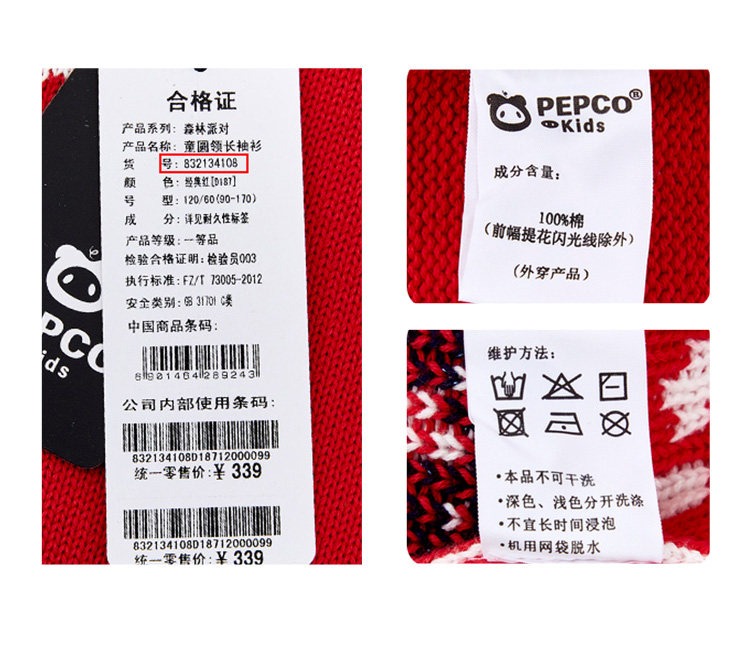 合格证
产品系列: 森林派对
产品名称: 童圆领长袖衫
货 号: 832134108
颜 色: 经典红[D187]
号 型: 120/60(90-170)
成 分: 详见耐久性标签
产品等级: 一等品
检验合格证明: 检验员003
执行标准: FZ/T 73005-2012
安全类别: GB 31701 C类
中国商品条码:
6901464289243
公司内部使用条码:
832134108D18712000099
统一零售价: ¥ 339
832134108D18712000099
统一零售价: ¥ 339
PEPCO
Kids
PEPCO®
Kids
成分含量:
100%棉
(前幅提花闪光线除外)
(外穿产品)
维护方法:
·本品不可干洗
·深色、浅色分开洗涤
·不宜长时间浸泡
·机用网袋脱水